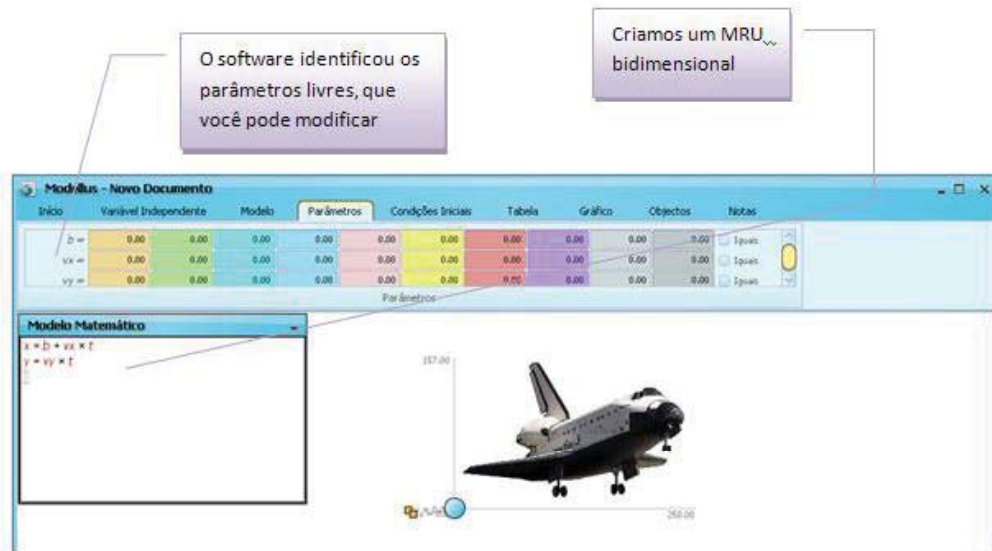 O software identificou os
parâmetros livres, que
você pode modificar
Criamos um MRU
bidimensional
Modellus - Novo Documento
Início Variável Independente Modelo Parâmetros Condições Iniciais Tabela Gráfico Objectos Notas
b = 0.00 0.00 0.00 0.00 0.00 0.00 0.00 0.00 0.00 0.00 Iguais
vx = 0.00 0.00 0.00 0.00 0.00 0.00 0.00 0.00 0.00 0.00 Iguais
vy = 0.00 0.00 0.00 0.00 0.00 0.00 0.00 0.00 0.00 0.00 Iguais
Parâmetros
Modelo Matemático
x = b + vx × t
y = vy × t
157.00
250.00